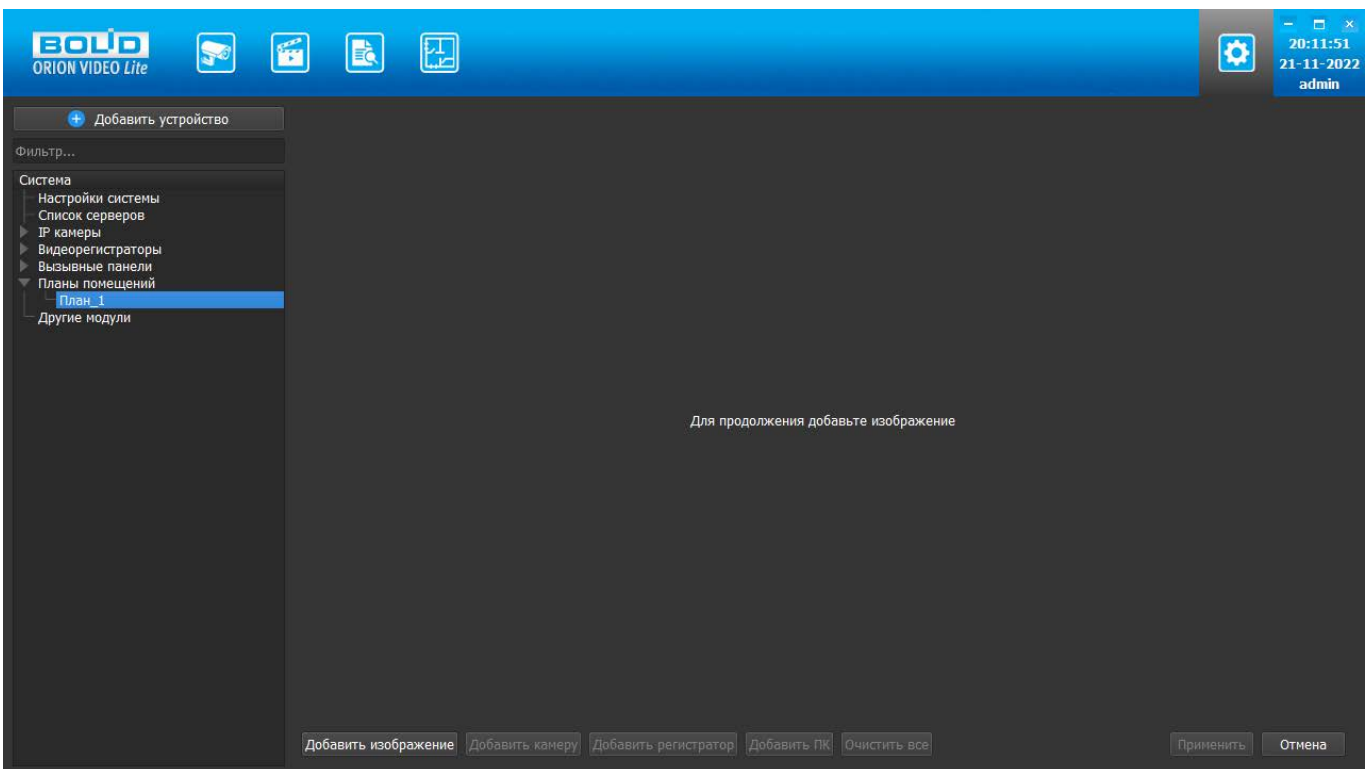 BOLID
ORION VIDEO Lite
20:11:51
21-11-2022
admin
Добавить устройство
Фильтр...
Система
Настройки системы
Список серверов
IP камеры
Видеорегистраторы
Вызывные панели
Планы помещений
План_1
Другие модули
Для продолжения добавьте изображение
Добавить изображение Добавить камеру Добавить регистратор Добавить ПК Очистить все Применить Отмена